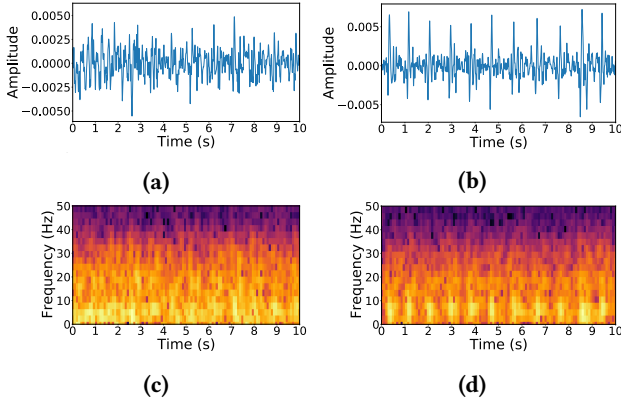 0.0050
0.0025
0.0000
−0.0025
−0.0050
Amplitude
0 1 2 3 4 5 6 7 8 9 10
Time (s)
(a)
0.005
0.000
−0.005
Amplitude
0 1 2 3 4 5 6 7 8 9 10
Time (s)
(b)
50
40
30
20
10
0
Frequency (Hz)
0 1 2 3 4 5 6 7 8 9 10
Time (s)
(c)
50
40
30
20
10
0
Frequency (Hz)
0 1 2 3 4 5 6 7 8 9 10
Time (s)
(d)